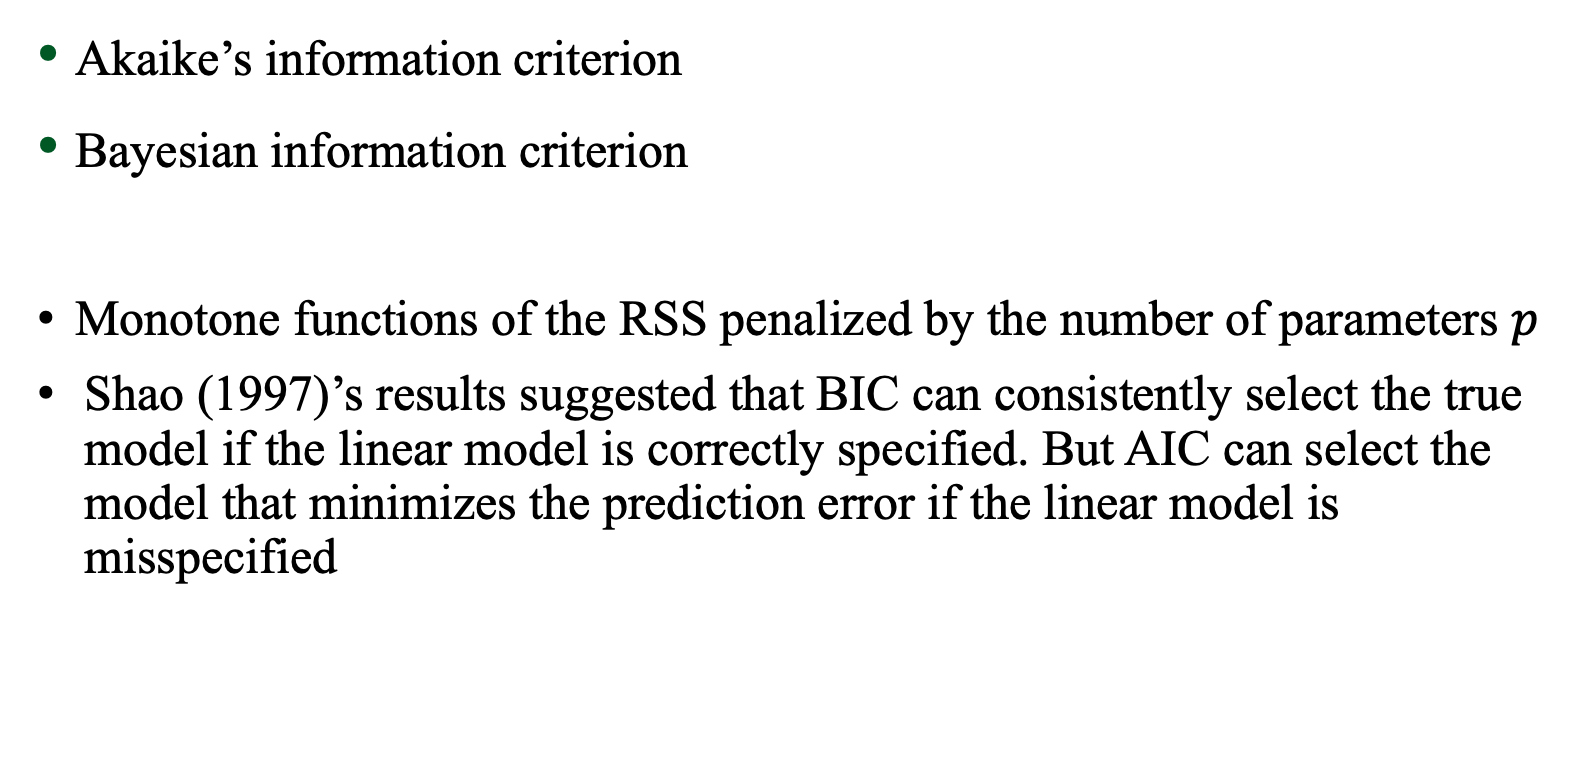 • Akaike’s information criterion
• Bayesian information criterion
• Monotone functions of the RSS penalized by the number of parameters p
• Shao (1997)’s results suggested that BIC can consistently select the true
model if the linear model is correctly specified. But AIC can select the
model that minimizes the prediction error if the linear model is
misspecified